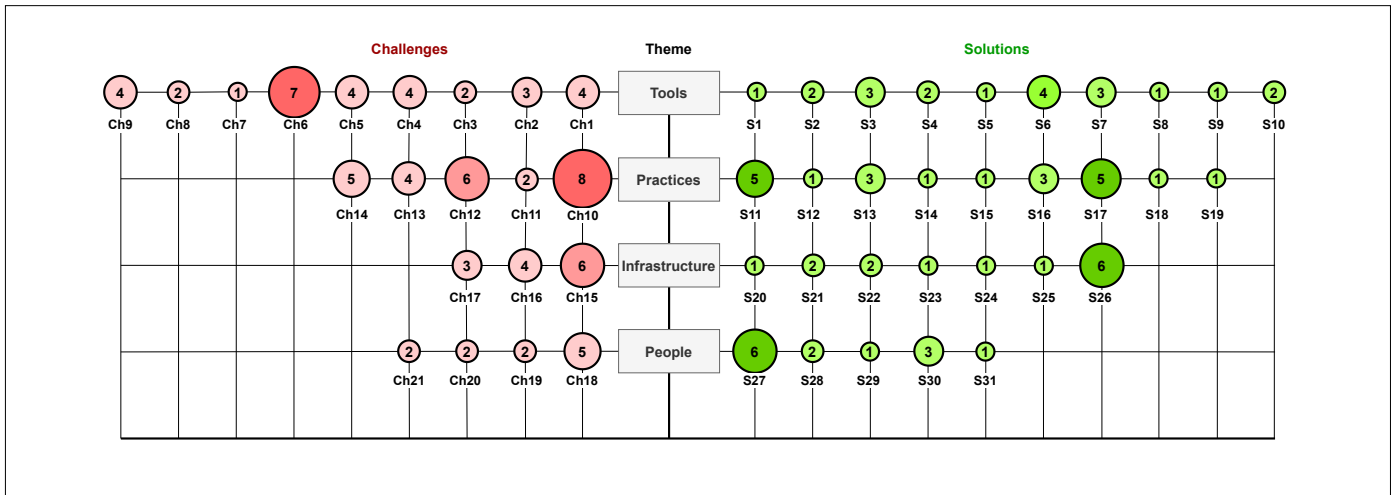 Challenges Theme Solutions
4 2 1 7 4 4 2 3 4 Tools 1 2 3 2 1 4 3 1 1 2
Ch9 Ch8 Ch7 Ch6 Ch5 Ch4 Ch3 Ch2 Ch1 S1 S2 S3 S4 S5 S6 S7 S8 S9 S10
5 4 6 2 8 Practices 5 1 3 1 1 3 5 1 1
Ch14 Ch13 Ch12 Ch11 Ch10 S11 S12 S13 S14 S15 S16 S17 S18 S19
3 4 6 Infrastructure 1 2 2 1 1 1 6
Ch17 Ch16 Ch15 S20 S21 S22 S23 S24 S25 S26
2 2 2 5 People 6 2 1 3 1
Ch21 Ch20 Ch19 Ch18 S27 S28 S29 S30 S31